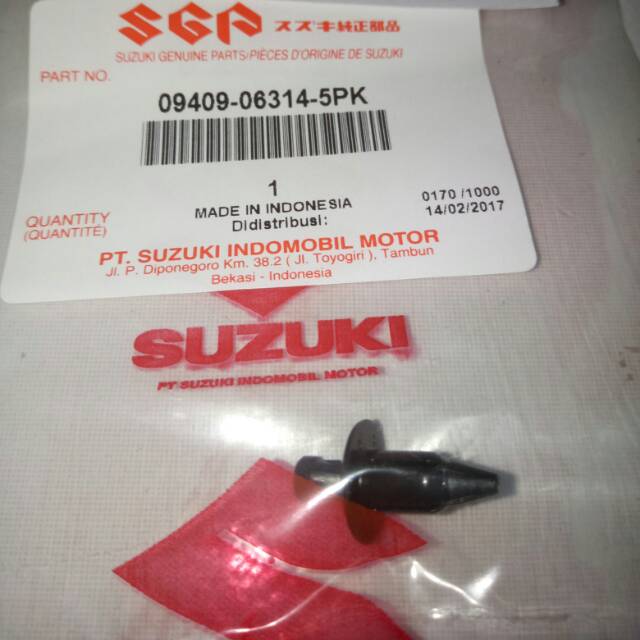 SGP スズキ純正部品
SUZUKI GENUINE PARTS/PIÈCES D'ORIGINE DE SUZUKI
PART NO.
09409-06314-5PK
1
MADE IN INDONESIA
0170 /1000
QUANTITY
(QUANTITÉ)
Didistribusi:
14/02/2017
PT. SUZUKI INDOMOBIL MOTOR
Jl. P. Diponegoro Km. 38.2 ( Jl. Toyogiri ), Tambun
Bekasi - Indonesia
SUZUKI
PT SUZUKI INDOMOBIL MOTOR